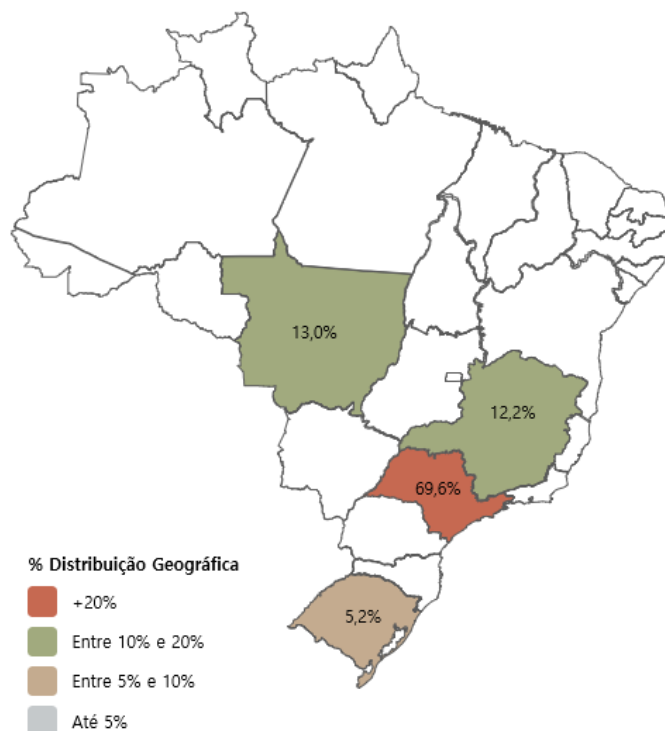 13,0%
12,2%
69,6%
5,2%
% Distribuição Geográfica
+20%
Entre 10% e 20%
Entre 5% e 10%
Até 5%